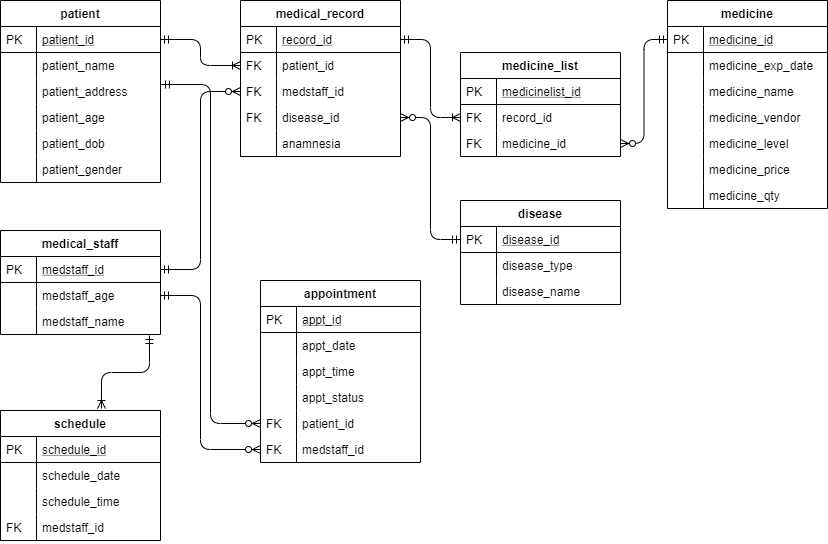 patient
PK patient_id
patient_name
patient_address
patient_age
patient_dob
patient_gender
medical_record
PK record_id
FK patient_id
FK medstaff_id
FK disease_id
anamnesia
medicine_list
PK medicinelist_id
FK record_id
FK medicine_id
medicine
PK medicine_id
medicine_exp_date
medicine_name
medicine_vendor
medicine_level
medicine_price
medicine_qty
medical_staff
PK medstaff_id
medstaff_age
medstaff_name
disease
PK disease_id
disease_type
disease_name
appointment
PK appt_id
appt_date
appt_time
appt_status
FK patient_id
FK medstaff_id
schedule
PK schedule_id
schedule_date
schedule_time
FK medstaff_id